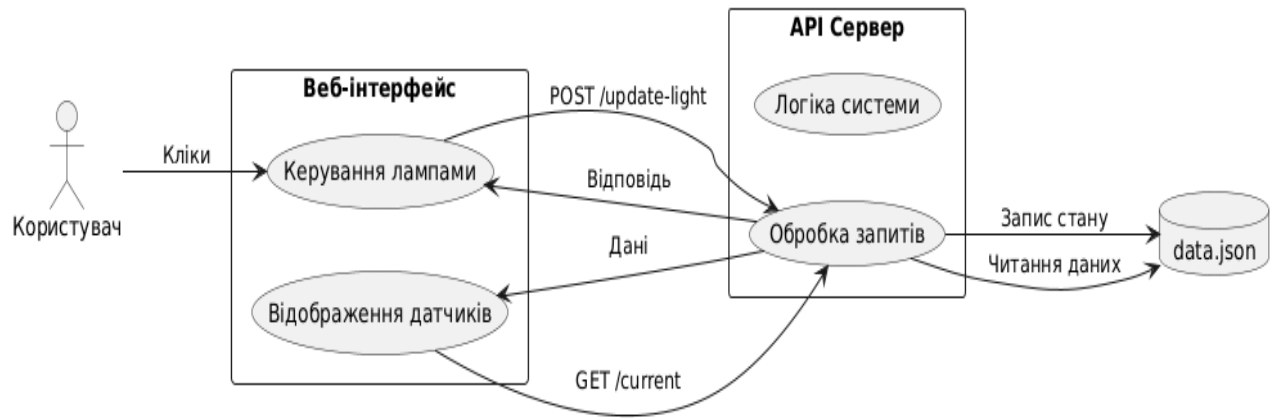 API Сервер
Веб-інтерфейс
POST /update-light
Логіка системи
Кліки
Керування лампами
Відповідь
Користувач
Обробка запитів
Запис стану
Дані
data.json
Читання даних
Відображення датчиків
GET /current